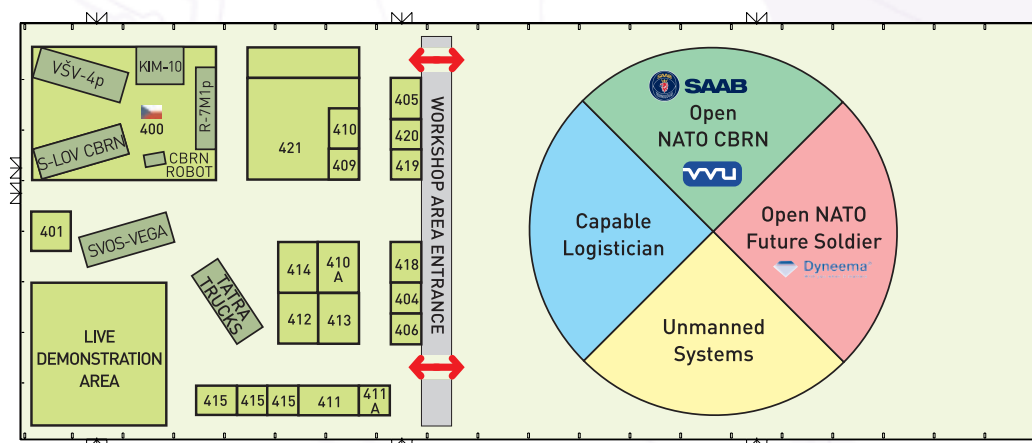 VŠV-4p
KIM-10
R-7M1p
400
S-LOV CBRN
CBRN
ROBOT
421
410
409
405
420
419
401
SVOS-VEGA
TATRA
TRUCKS
414
410
A
412
413
418
404
406
LIVE
DEMONSTRATION
AREA
415
415
415
411
411
A
WORKSHOP AREA ENTRANCE
SAAB
Open
NATO CBRN
VVU
Capable
Logistician
Open NATO
Future Soldier
Dyneema
Unmanned
Systems